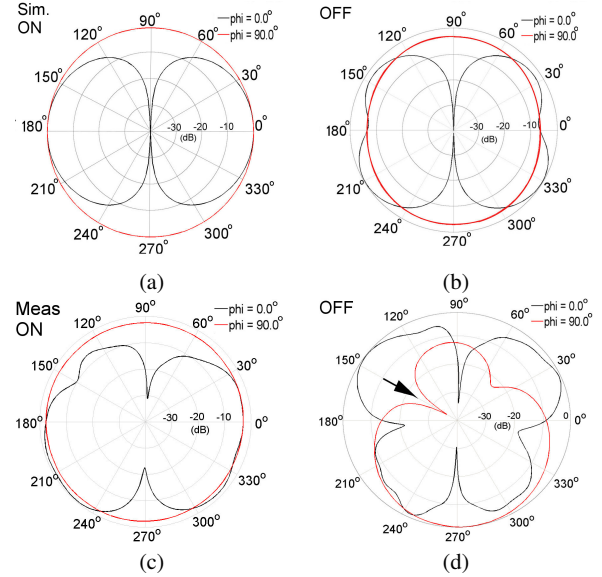 Sim.
ON
phi = 0.0°
phi = 90.0°
90°
120°
60°
150°
30°
180°
-30 -20 -10
0°
(dB)
210°
330°
240°
300°
270°
(a)
OFF
phi = 0.0°
phi = 90.0°
90°
120°
60°
150°
30°
180°
-30 -20 -10
0°
(dB)
210°
330°
240°
300°
270°
(b)
Meas
ON
phi = 0.0°
phi = 90.0°
90°
120°
60°
150°
30°
180°
-30 -20 -10
0°
(dB)
210°
330°
240°
300°
270°
(c)
OFF
phi = 0.0°
phi = 90.0°
90°
120°
60°
150°
30°
180°
-30 -20 0
0°
(dB)
210°
330°
240°
300°
270°
(d)